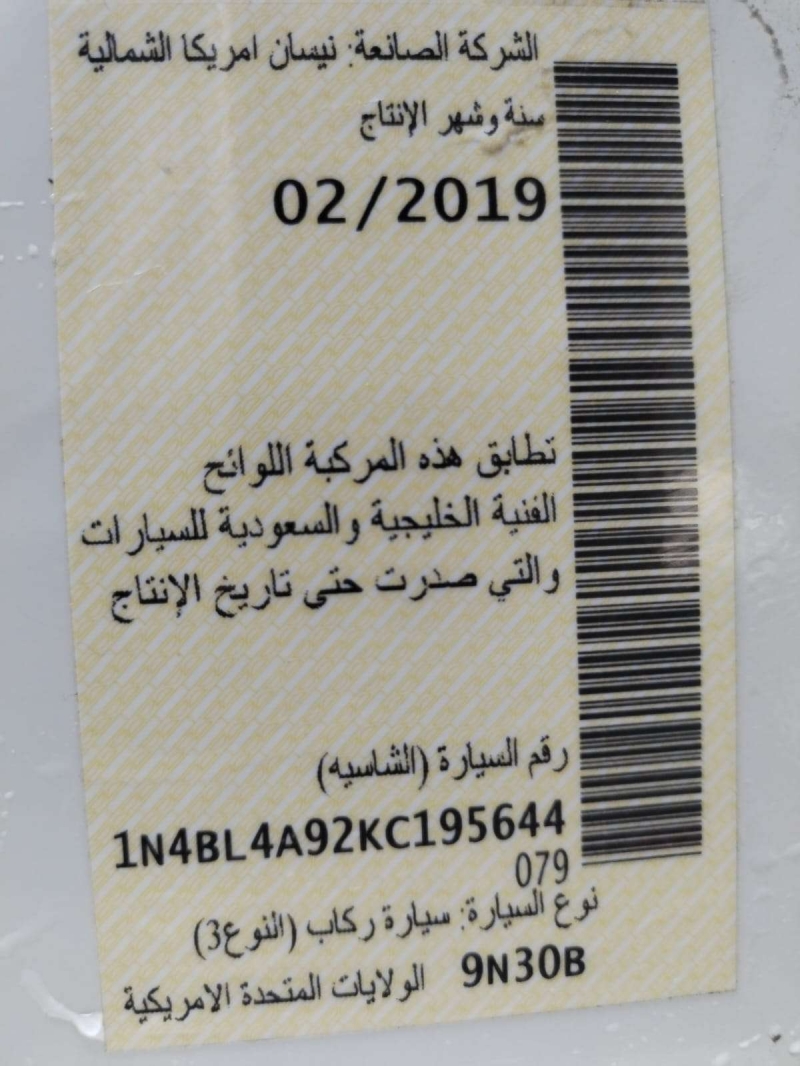 الشركة الصانعة: نيسان امريكا الشمالية
سنة وشهر الإنتاج
02/2019
تطابق هذه المركبة اللوائح
الفنية الخليجية والسعودية للسيارات
والتي صدرت حتى تاريخ الإنتاج
رقم السيارة (الشاسيه)
1N4BL4A92KC195644
079
نوع السيارة: سيارة ركاب (النوع3)
9N30B الولايات المتحدة الامريكية